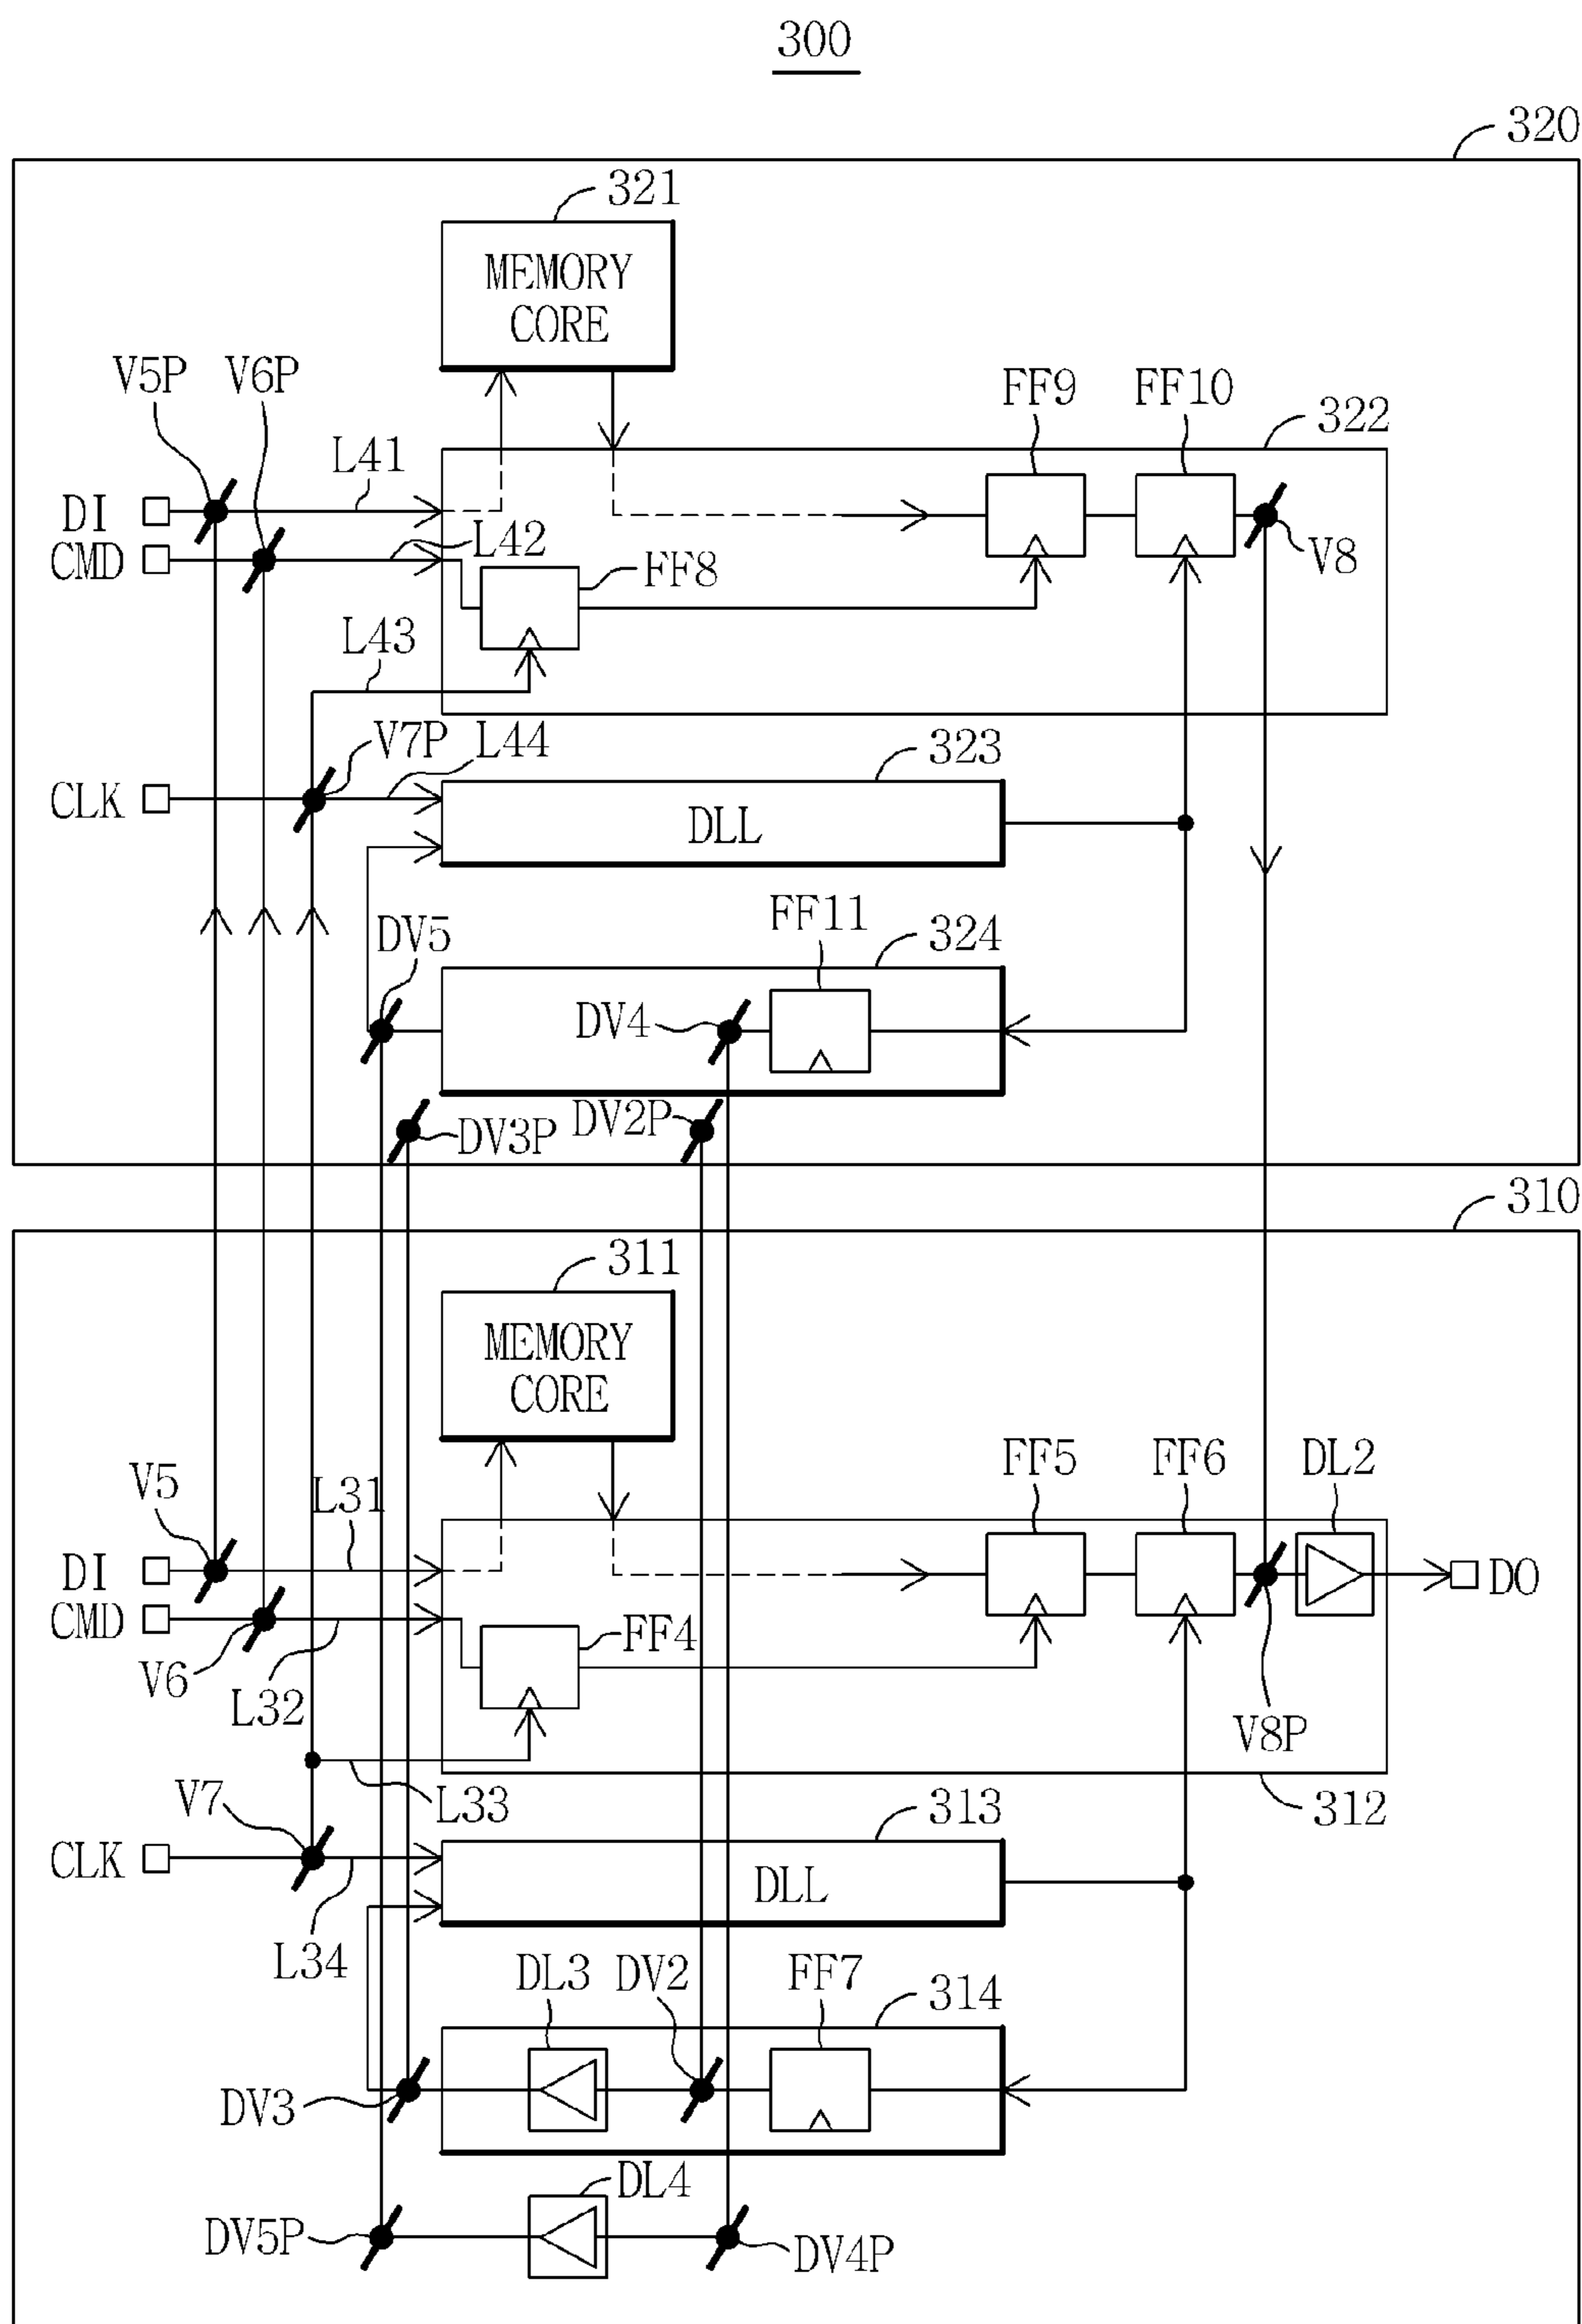 300
320
321
MEMORY
CORE
V5P
V6P
FF9
FF10
322
L41
DI
L42
CMD
FF8
V8
L43
V7P
L44
323
CLK
DLL
FF11
DV5
324
DV4
DV3P
DV2P
310
311
MEMORY
CORE
V5
L31
FF5
FF6
DL2
DI
DO
CMD
FF4
V6
L32
V8P
V7
L33
313
312
CLK
DLL
L34
DL3
DV2
FF7
314
DV3
DL4
DV5P
DV4P